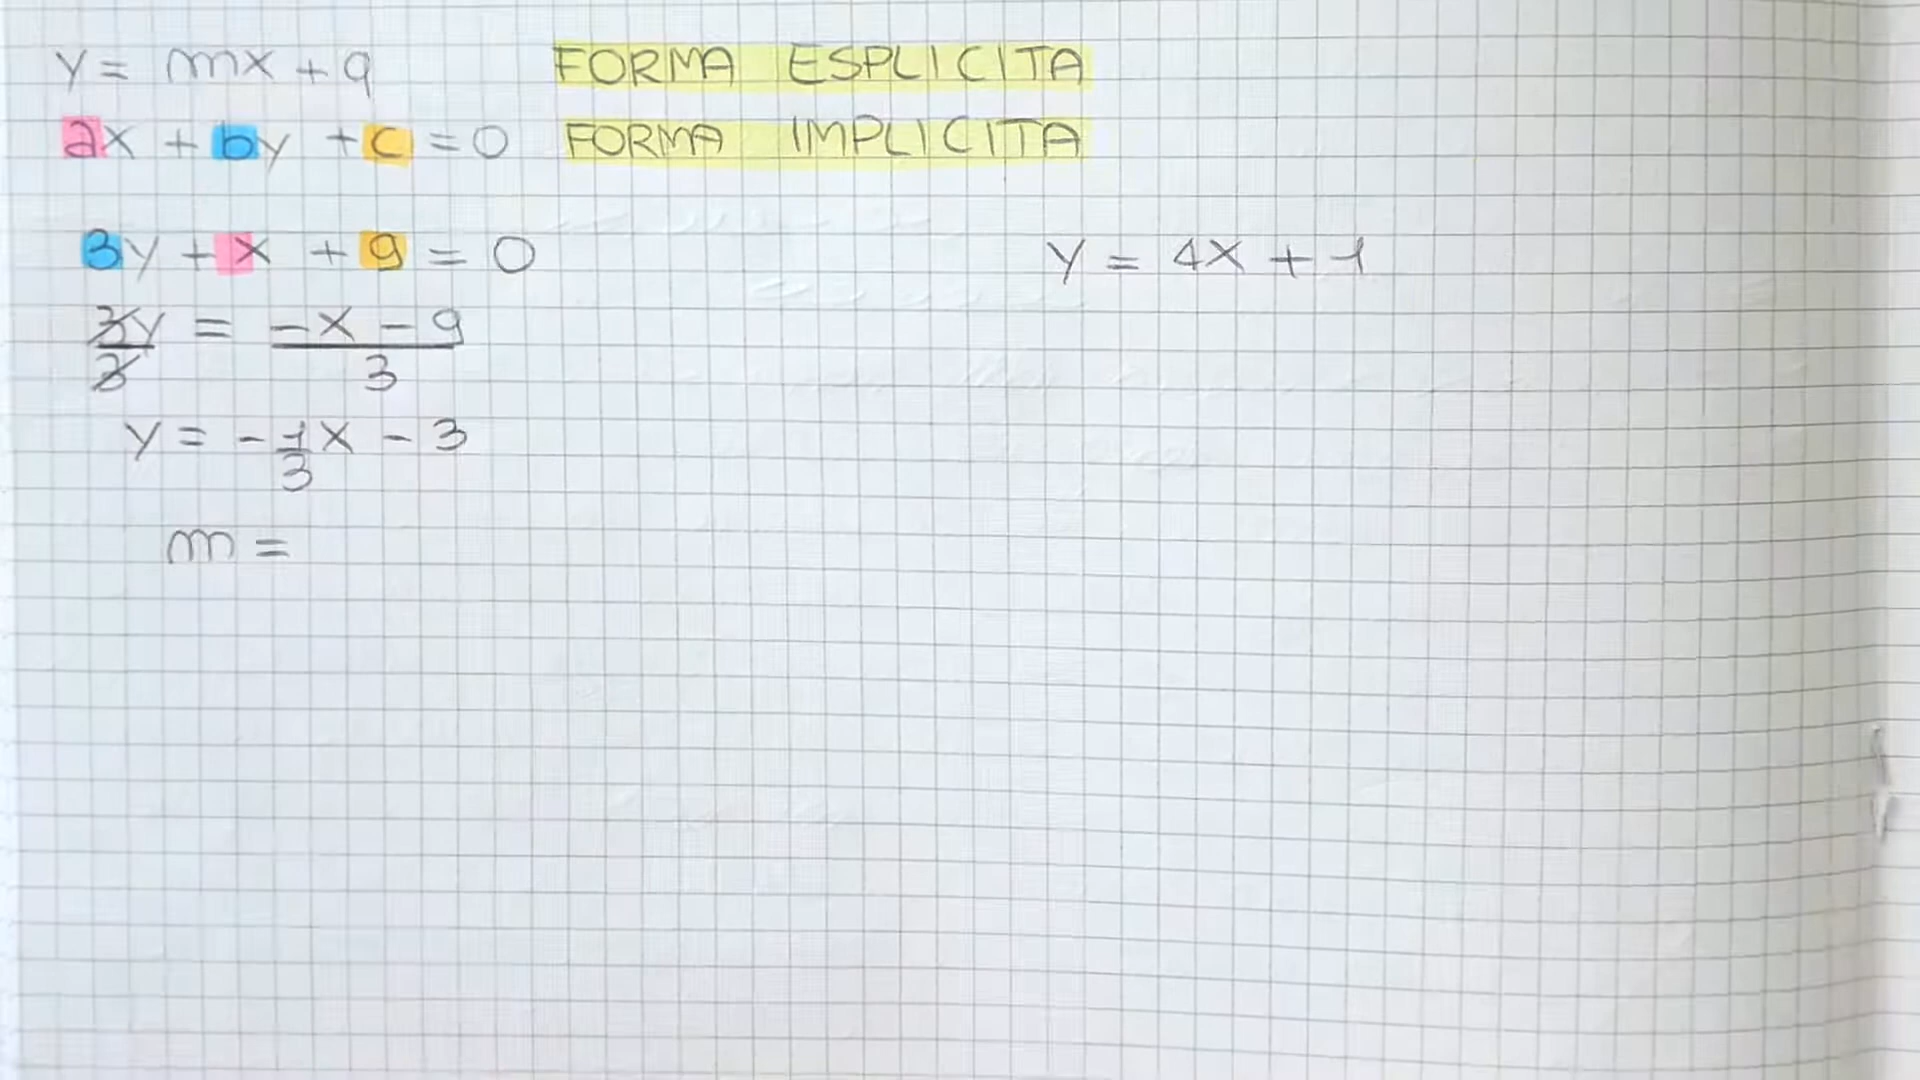 y = mx + q FORMA ESPLICITA
ax + by + c = 0 FORMA IMPLICITA
3y + x + 9 = 0 y = 4x + 1
3y/3 = (-x - 9)/3
y = -1/3 x - 3
m =